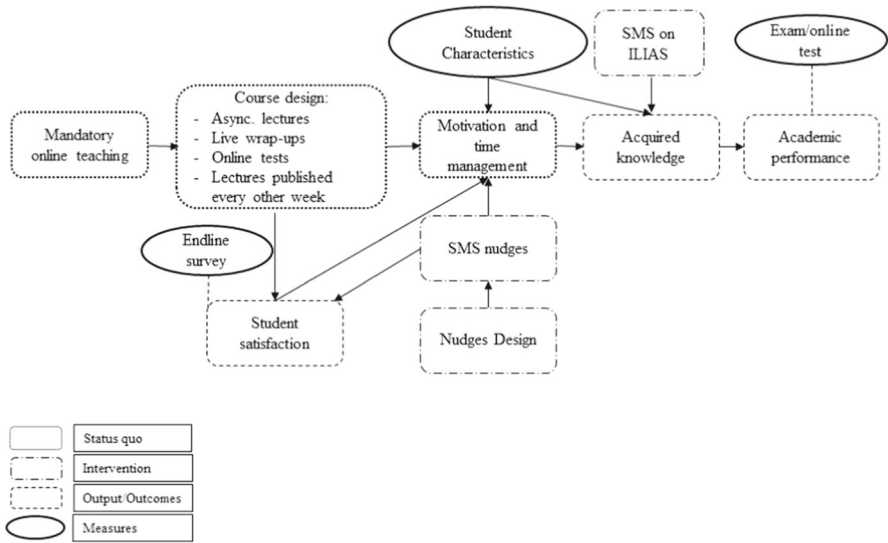 Student
Characteristics
SMS on
ILIAS
Exam/online
test
Mandatory
online teaching
Course design:
- Async. lectures
- Live wrap-ups
- Online tests
- Lectures published
every other week
Motivation and
time
management
Acquired
knowledge
Academic
performance
Endline
survey
SMS nudges
Student
satisfaction
Nudges Design
Status quo
Intervention
Output/Outcomes
Measures